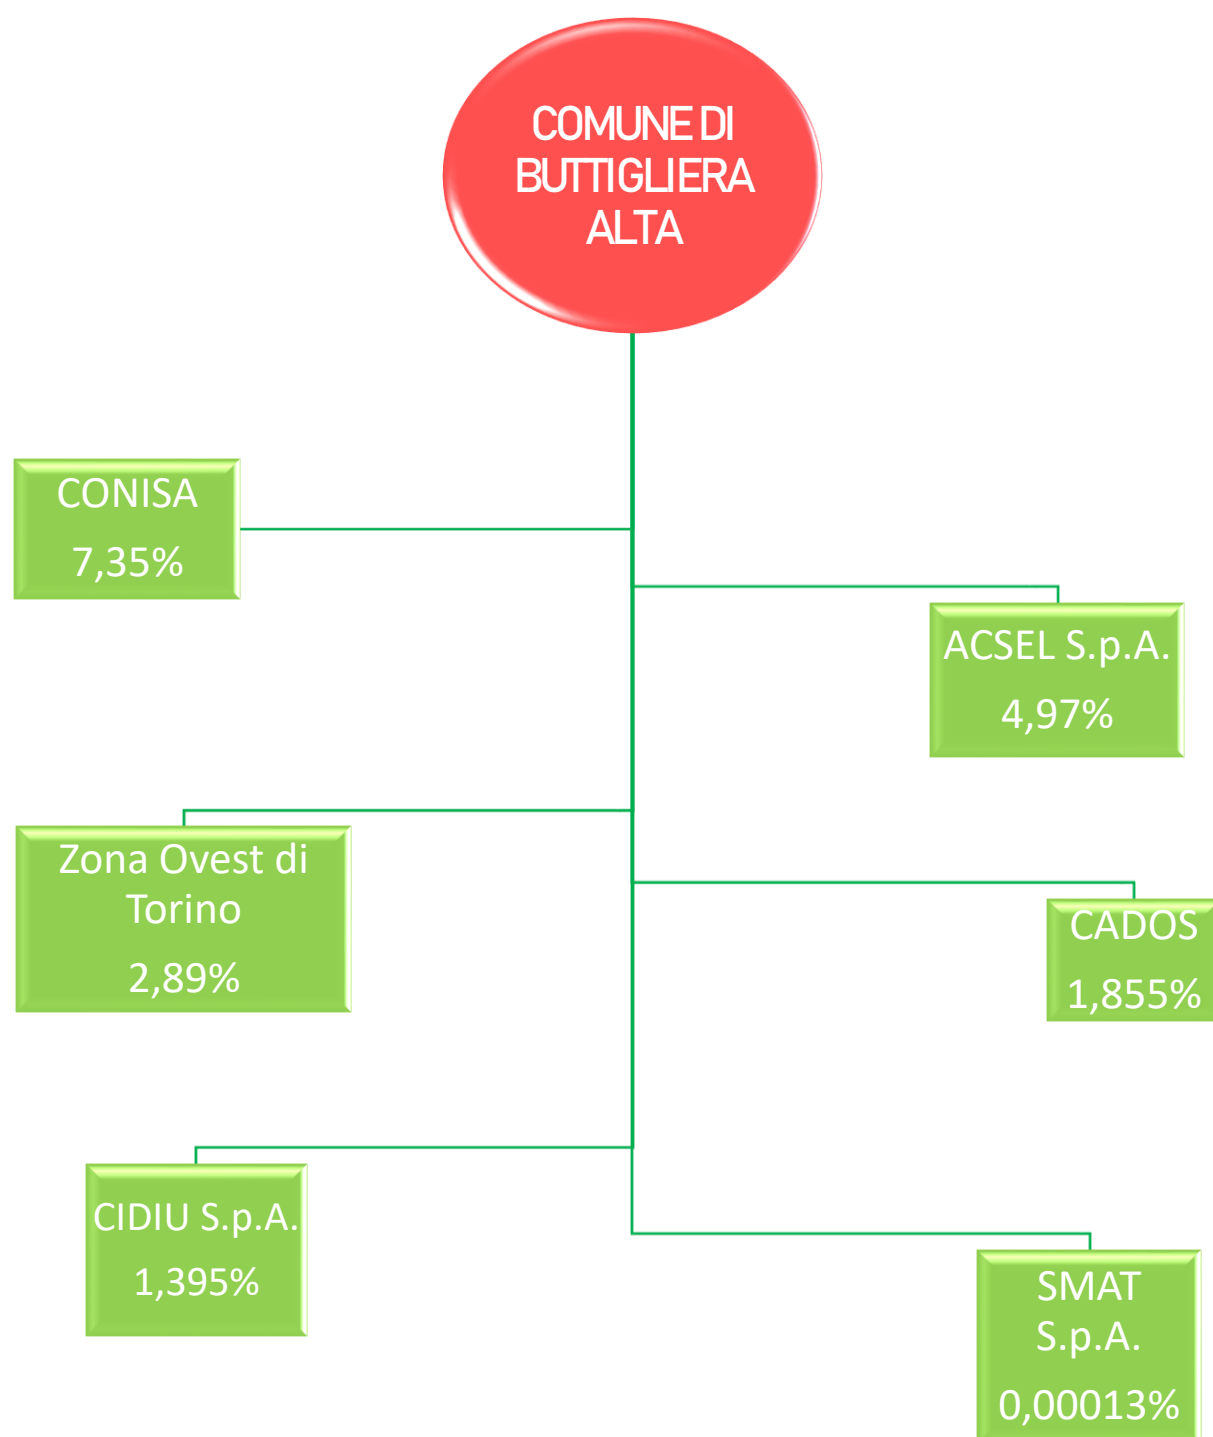 COMUNE DI
BUTTIGLIERA
ALTA
CONISA
7,35%
ACSEL S.p.A.
4,97%
Zona Ovest di
Torino
2,89%
CADOS
1,855%
CIDIU S.p.A.
1,395%
SMAT
S.p.A.
0,00013%